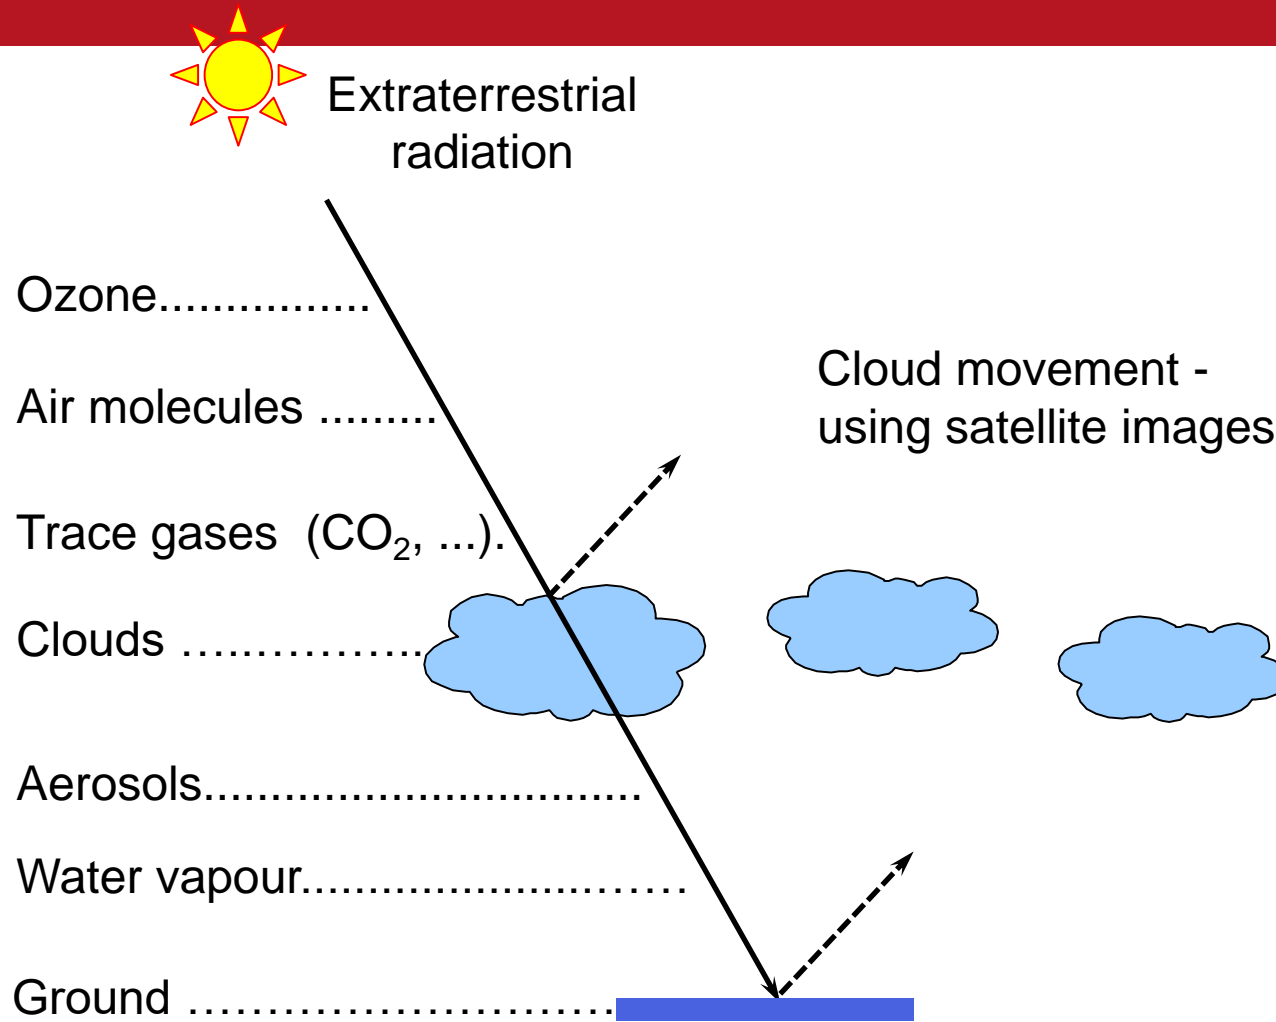 Extraterrestrial
radiation
Ozone................
Air molecules .........
Cloud movement -
using satellite images
Trace gases  (CO₂, ...).
Clouds …..………..
Aerosols.................................
Water vapour......................…….
Ground ………………………….